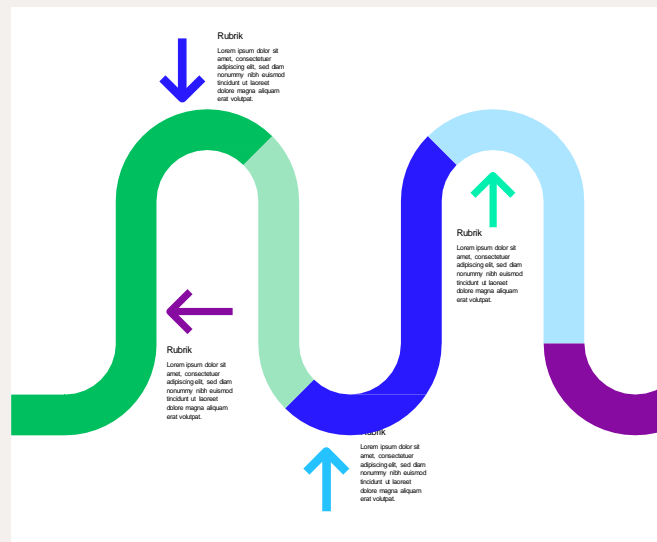 Rubrik
Lorem ipsum dolor sit
amet, consectetuer
adipiscing elit, sed diam
nonummy nibh euismod
tincidunt ut laoreet
dolore magna aliquam
erat volutpat.
Rubrik
Lorem ipsum dolor sit
amet, consectetuer
adipiscing elit, sed diam
nonummy nibh euismod
tincidunt ut laoreet
dolore magna aliquam
erat volutpat.
Rubrik
Lorem ipsum dolor sit
amet, consectetuer
adipiscing elit, sed diam
nonummy nibh euismod
tincidunt ut laoreet
dolore magna aliquam
erat volutpat.
Rubrik
Lorem ipsum dolor sit
amet, consectetuer
adipiscing elit, sed diam
nonummy nibh euismod
tincidunt ut laoreet
dolore magna aliquam
erat volutpat.